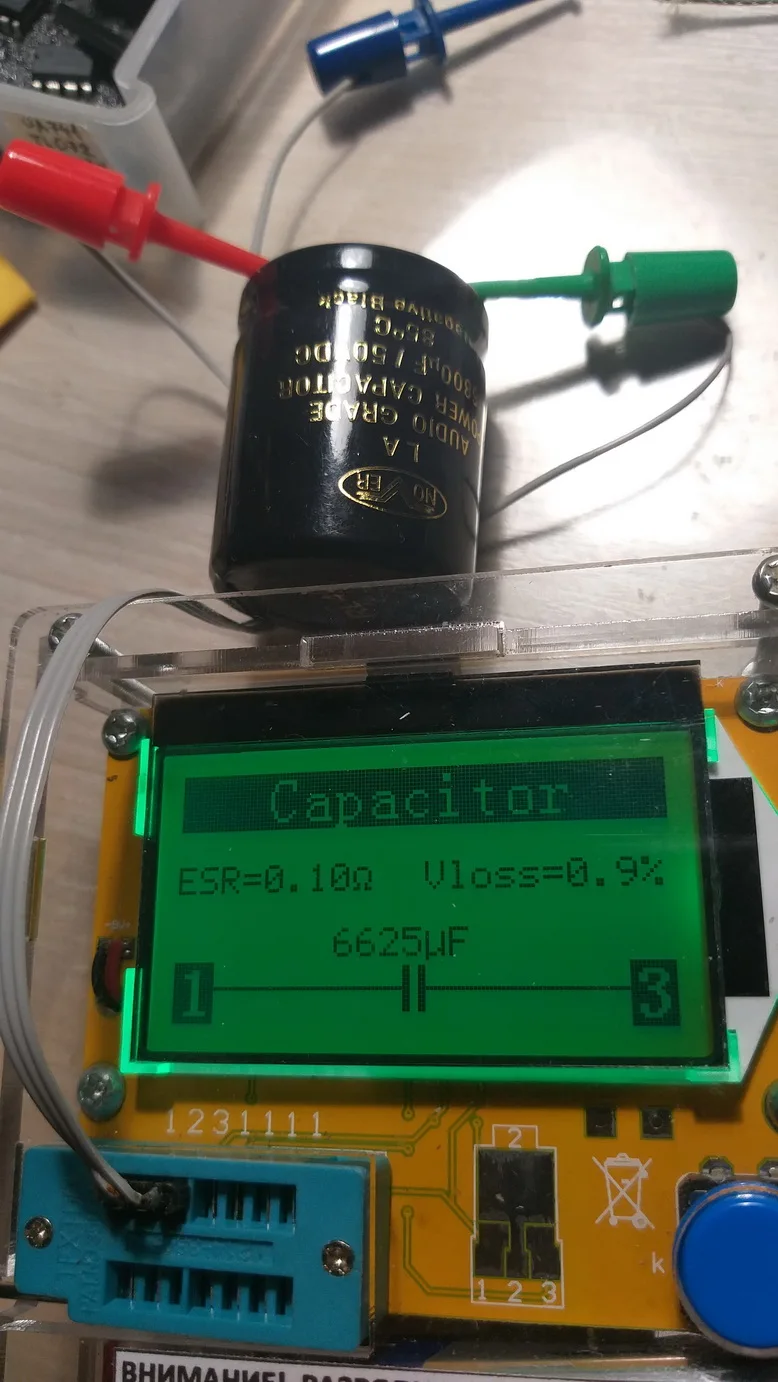 NOVER
LA
AUDIO GRADE
POWER CAPACITOR
6800µF / 50VDC
85°C
Negative Black
Capacitor
ESR=0.10Ω Vloss=0.9%
6625µF
1 3
1231111
2
1 2 3
k
ВНИМАНИЕ!